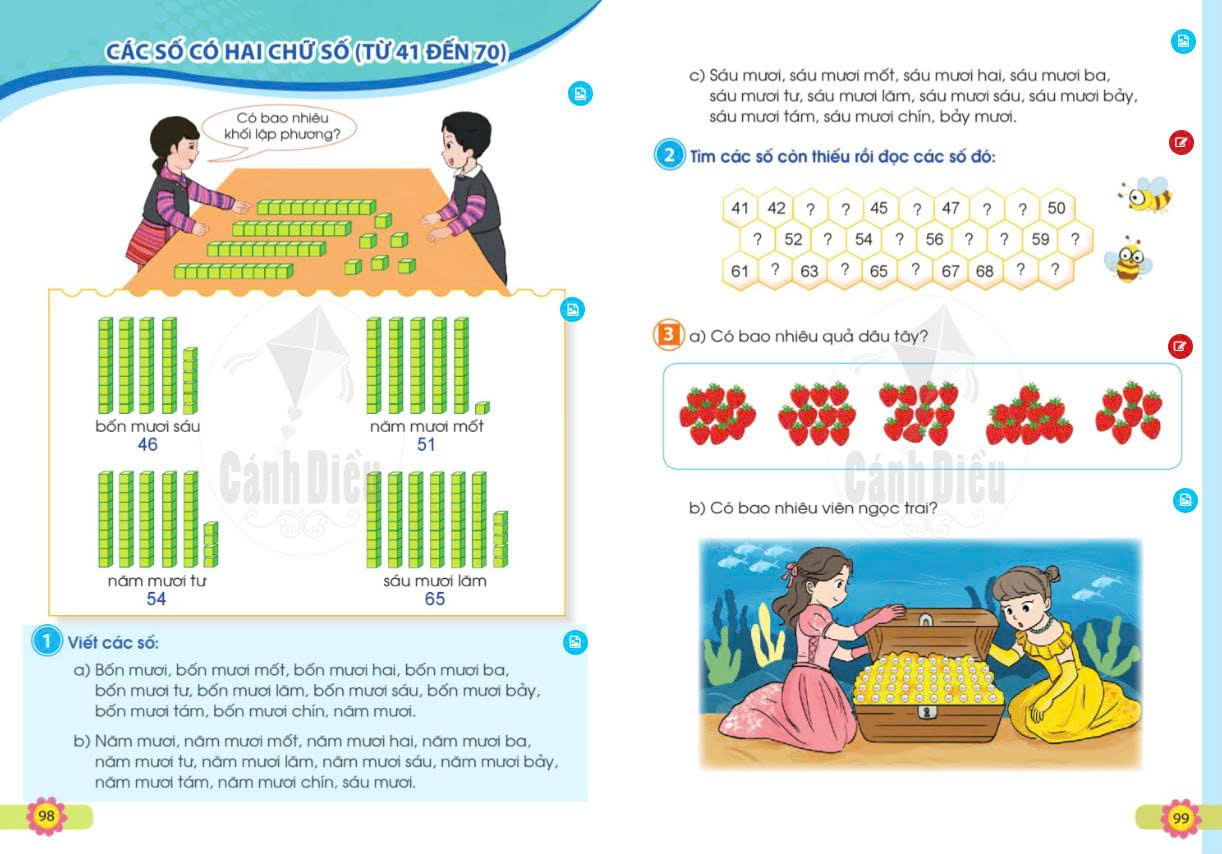 CÁC SỐ CÓ HAI CHỮ SỐ (TỪ 41 ĐẾN 70)
Có bao nhiêu
khối lập phương?
bốn mươi sáu
46
năm mươi mốt
51
Cánh Diều
năm mươi tư
54
sáu mươi lăm
65
1 Viết các số:
a) Bốn mươi, bốn mươi mốt, bốn mươi hai, bốn mươi ba,
bốn mươi tư, bốn mươi lăm, bốn mươi sáu, bốn mươi bảy,
bốn mươi tám, bốn mươi chín, năm mươi.
b) Năm mươi, năm mươi mốt, năm mươi hai, năm mươi ba,
năm mươi tư, năm mươi lăm, năm mươi sáu, năm mươi bảy,
năm mươi tám, năm mươi chín, sáu mươi.
98
c) Sáu mươi, sáu mươi mốt, sáu mươi hai, sáu mươi ba,
sáu mươi tư, sáu mươi lăm, sáu mươi sáu, sáu mươi bảy,
sáu mươi tám, sáu mươi chín, bảy mươi.
2 Tìm các số còn thiếu rồi đọc các số đó:
41 42 ? ? 45 ? 47 ? ? 50
? 52 ? 54 ? 56 ? ? 59 ?
61 ? 63 ? 65 ? 67 68 ? ?
3 a) Có bao nhiêu quả dâu tây?
Cánh Diều
b) Có bao nhiêu viên ngọc trai?
99